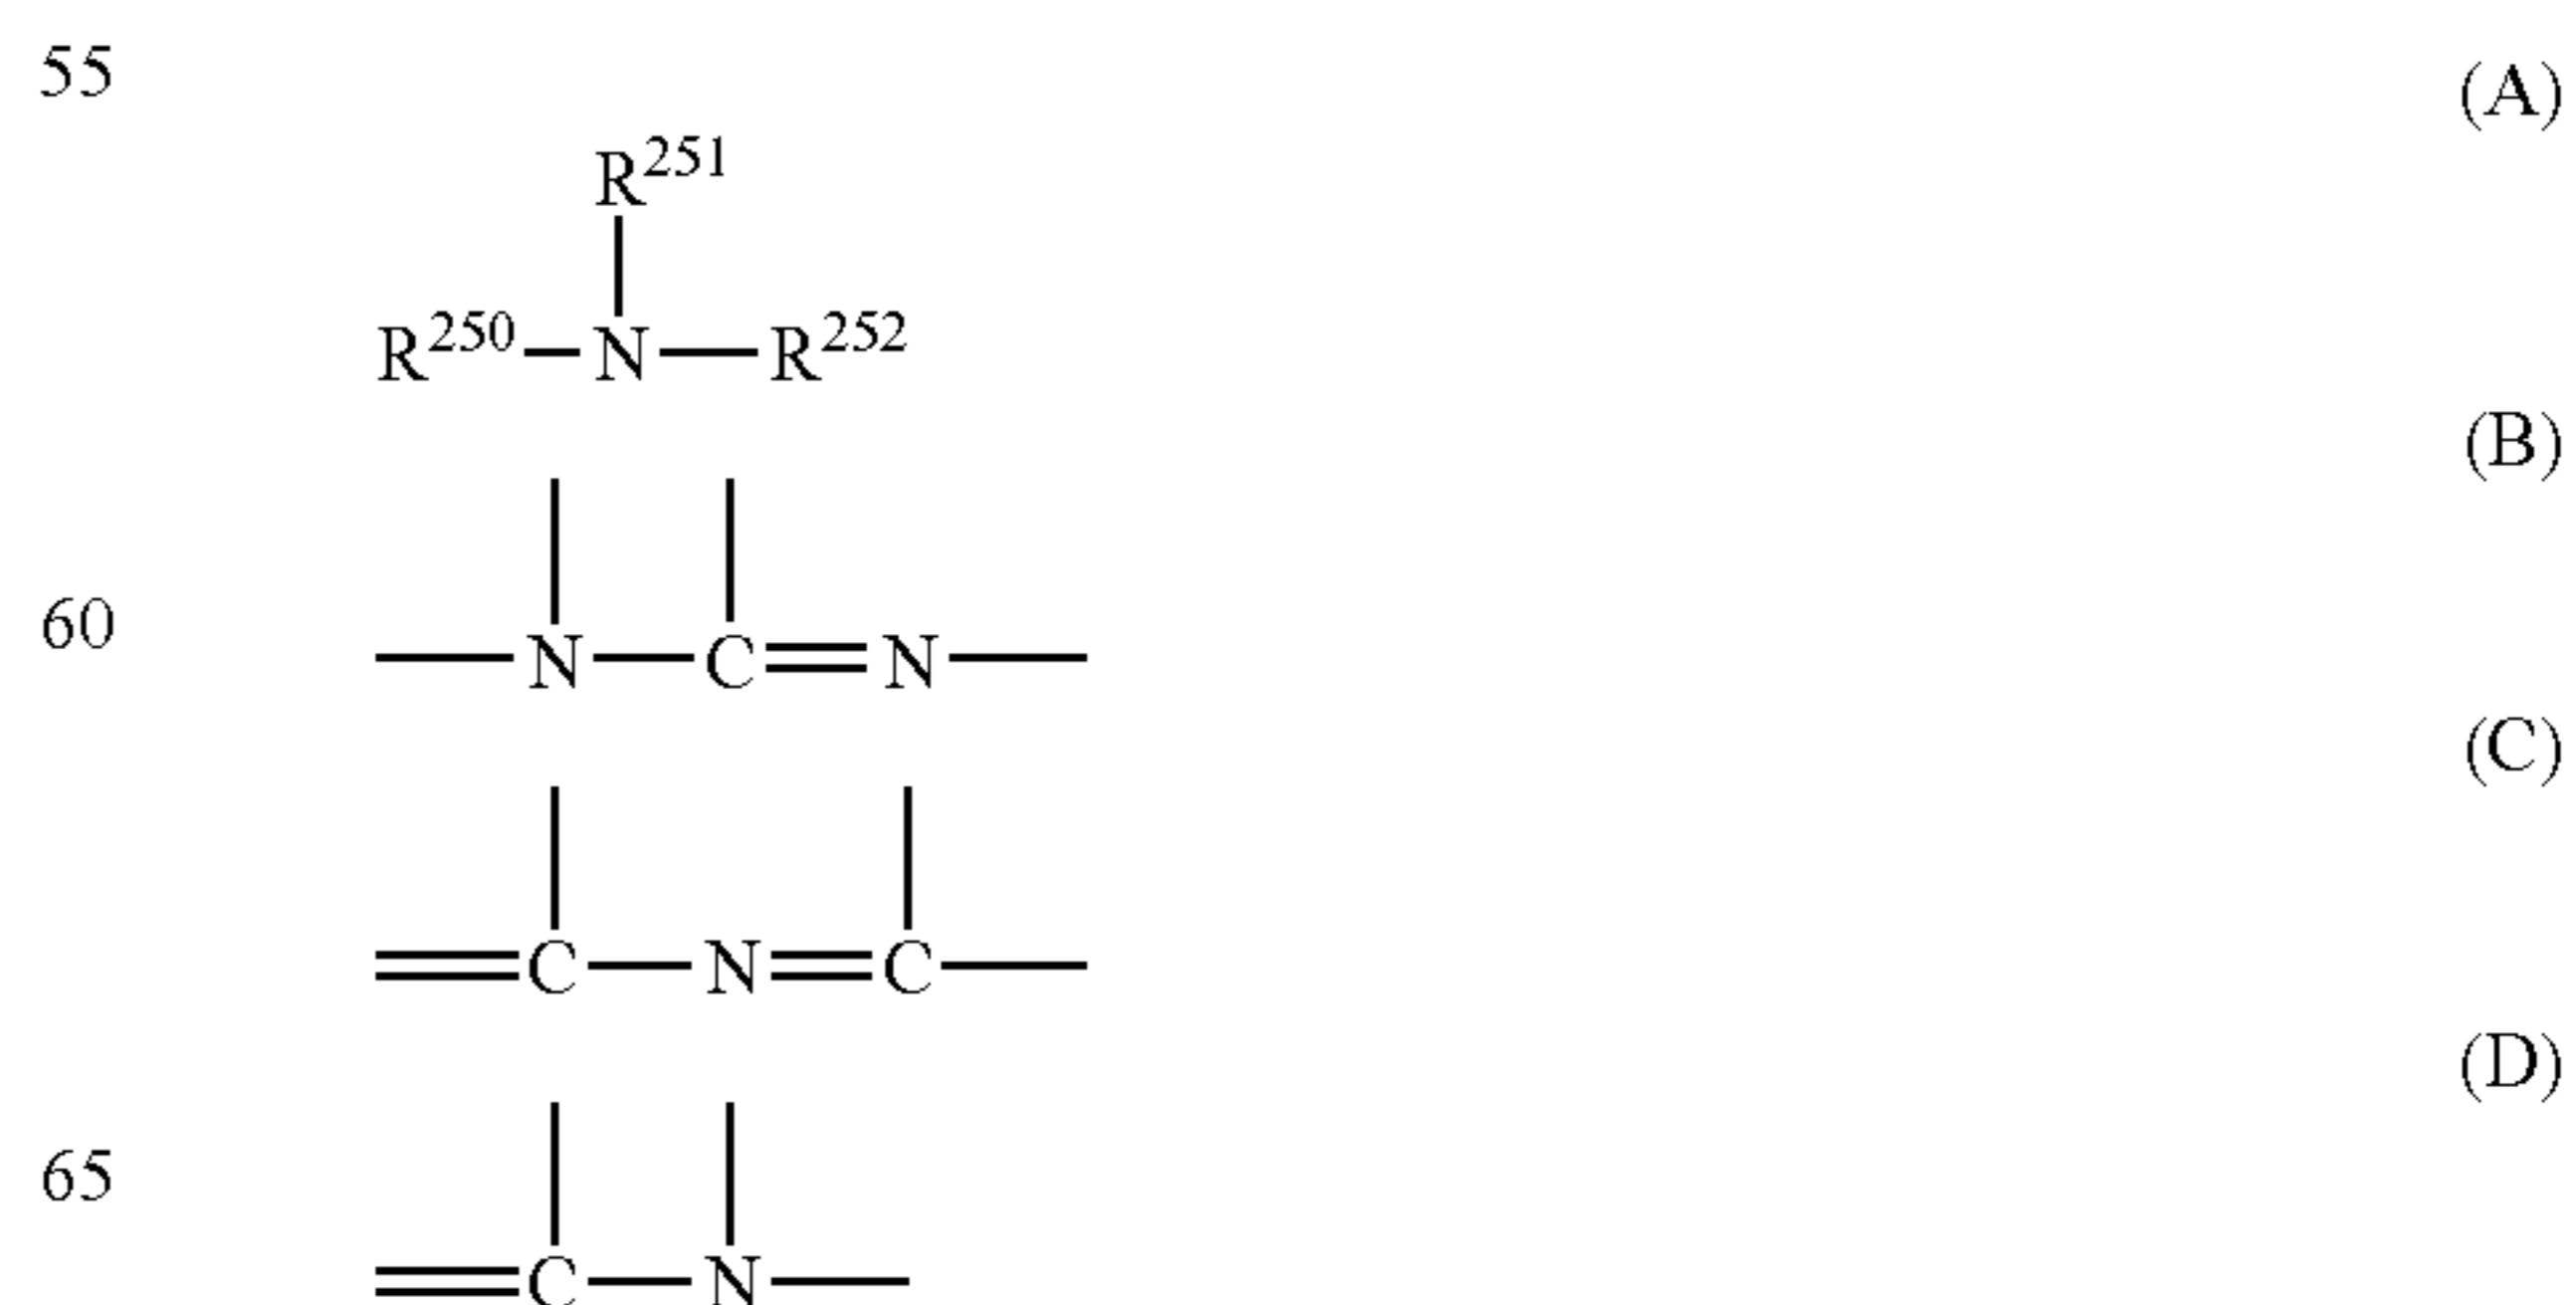 55
(A)
R251
R250—N—R252
(B)
60
—N—C=N—
(C)
=C—N=C—
(D)
65
=C—N—